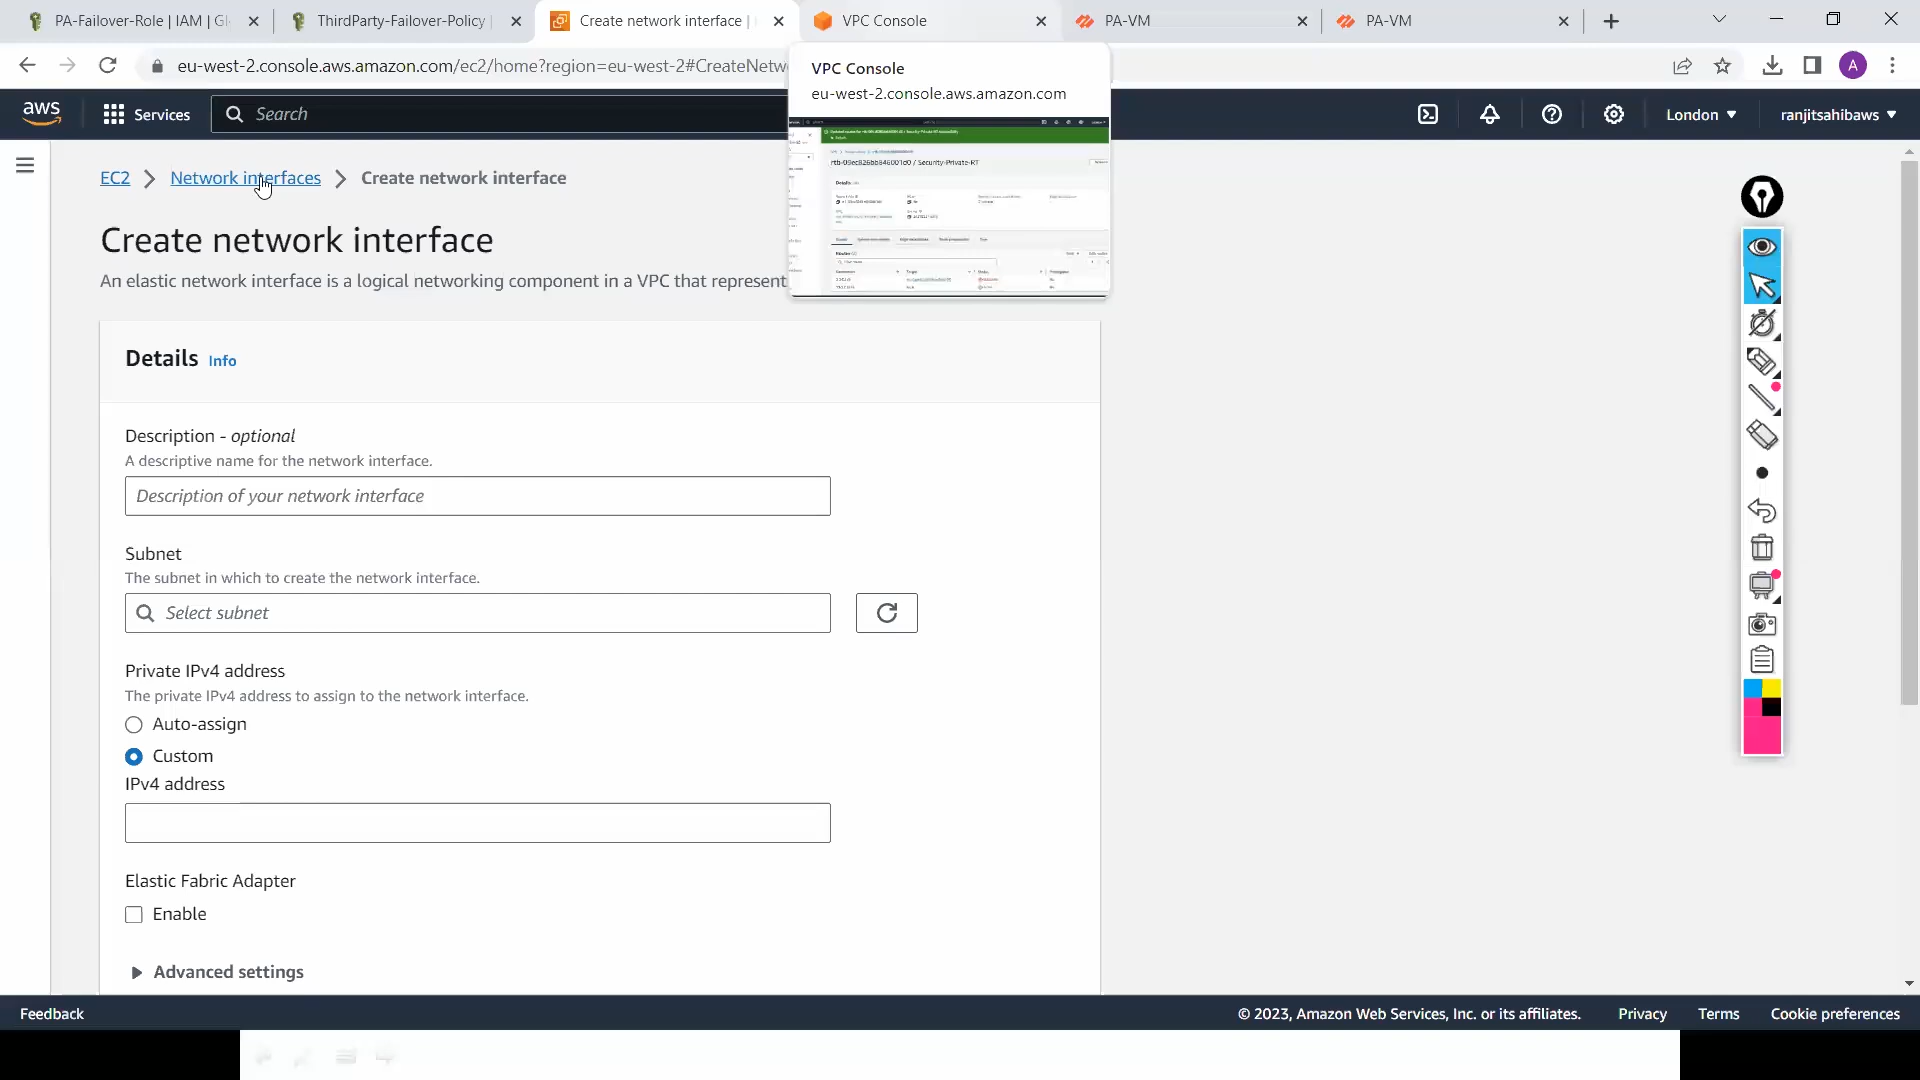 PA-Failover-Role | IAM | Gl
ThirdParty-Failover-Policy |
Create network interface |
VPC Console
PA-VM
PA-VM
eu-west-2.console.aws.amazon.com/ec2/home?region=eu-west-2#CreateNetw
A
VPC Console
eu-west-2.console.aws.amazon.com
aws
Services
Search
London
ranjitsahibaws
rtb-99ec826bb846001d0 / Security-Private-RT
Details
EC2
Network interfaces
Create network interface
Create network interface
An elastic network interface is a logical networking component in a VPC that represent
Details Info
Description - optional
A descriptive name for the network interface.
Description of your network interface
Subnet
The subnet in which to create the network interface.
Select subnet
Private IPv4 address
The private IPv4 address to assign to the network interface.
Auto-assign
Custom
IPv4 address
Elastic Fabric Adapter
Enable
Advanced settings
Feedback
© 2023, Amazon Web Services, Inc. or its affiliates.
Privacy
Terms
Cookie preferences